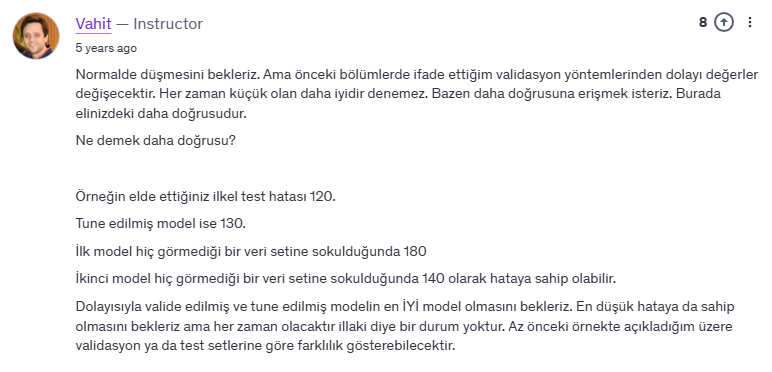 Vahit — Instructor
8
5 years ago
Normalde düşmesini bekleriz. Ama önceki bölümlerde ifade ettiğim validasyon yöntemlerinden dolayı değerler
değişecektir. Her zaman küçük olan daha iyidir denemez. Bazen daha doğrusuna erişmek isteriz. Burada
elinizdeki daha doğrusudur.
Ne demek daha doğrusu?
Örneğin elde ettiğiniz ilkel test hatası 120.
Tune edilmiş model ise 130.
İlk model hiç görmediği bir veri setine sokulduğunda 180
İkinci model hiç görmediği bir veri setine sokulduğunda 140 olarak hataya sahip olabilir.
Dolayısıyla valide edilmiş ve tune edilmiş modelin en İYİ model olmasını bekleriz. En düşük hataya da sahip
olmasını bekleriz ama her zaman olacaktır illaki diye bir durum yoktur. Az önceki örnekte açıkladığım üzere
validasyon ya da test setlerine göre farklılık gösterebilecektir.